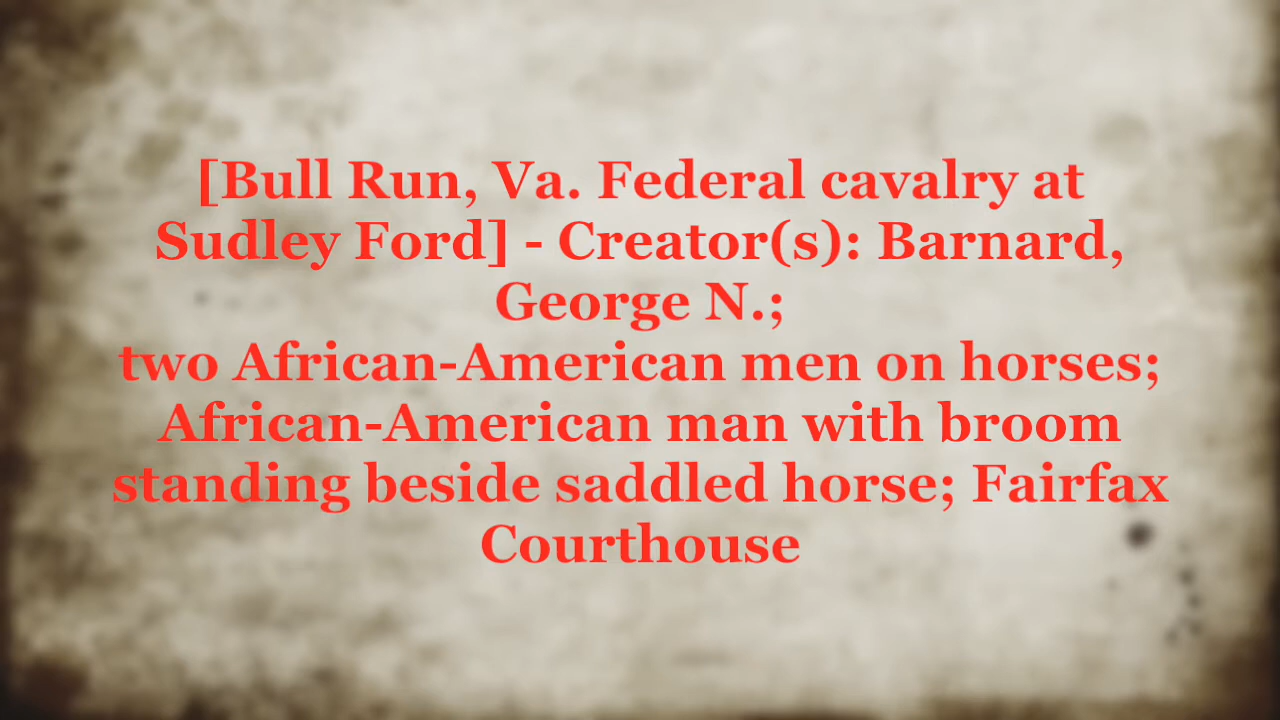 [Bull Run, Va. Federal cavalry at
Sudley Ford] - Creator(s): Barnard,
George N.;
two African-American men on horses;
African-American man with broom
standing beside saddled horse; Fairfax
Courthouse